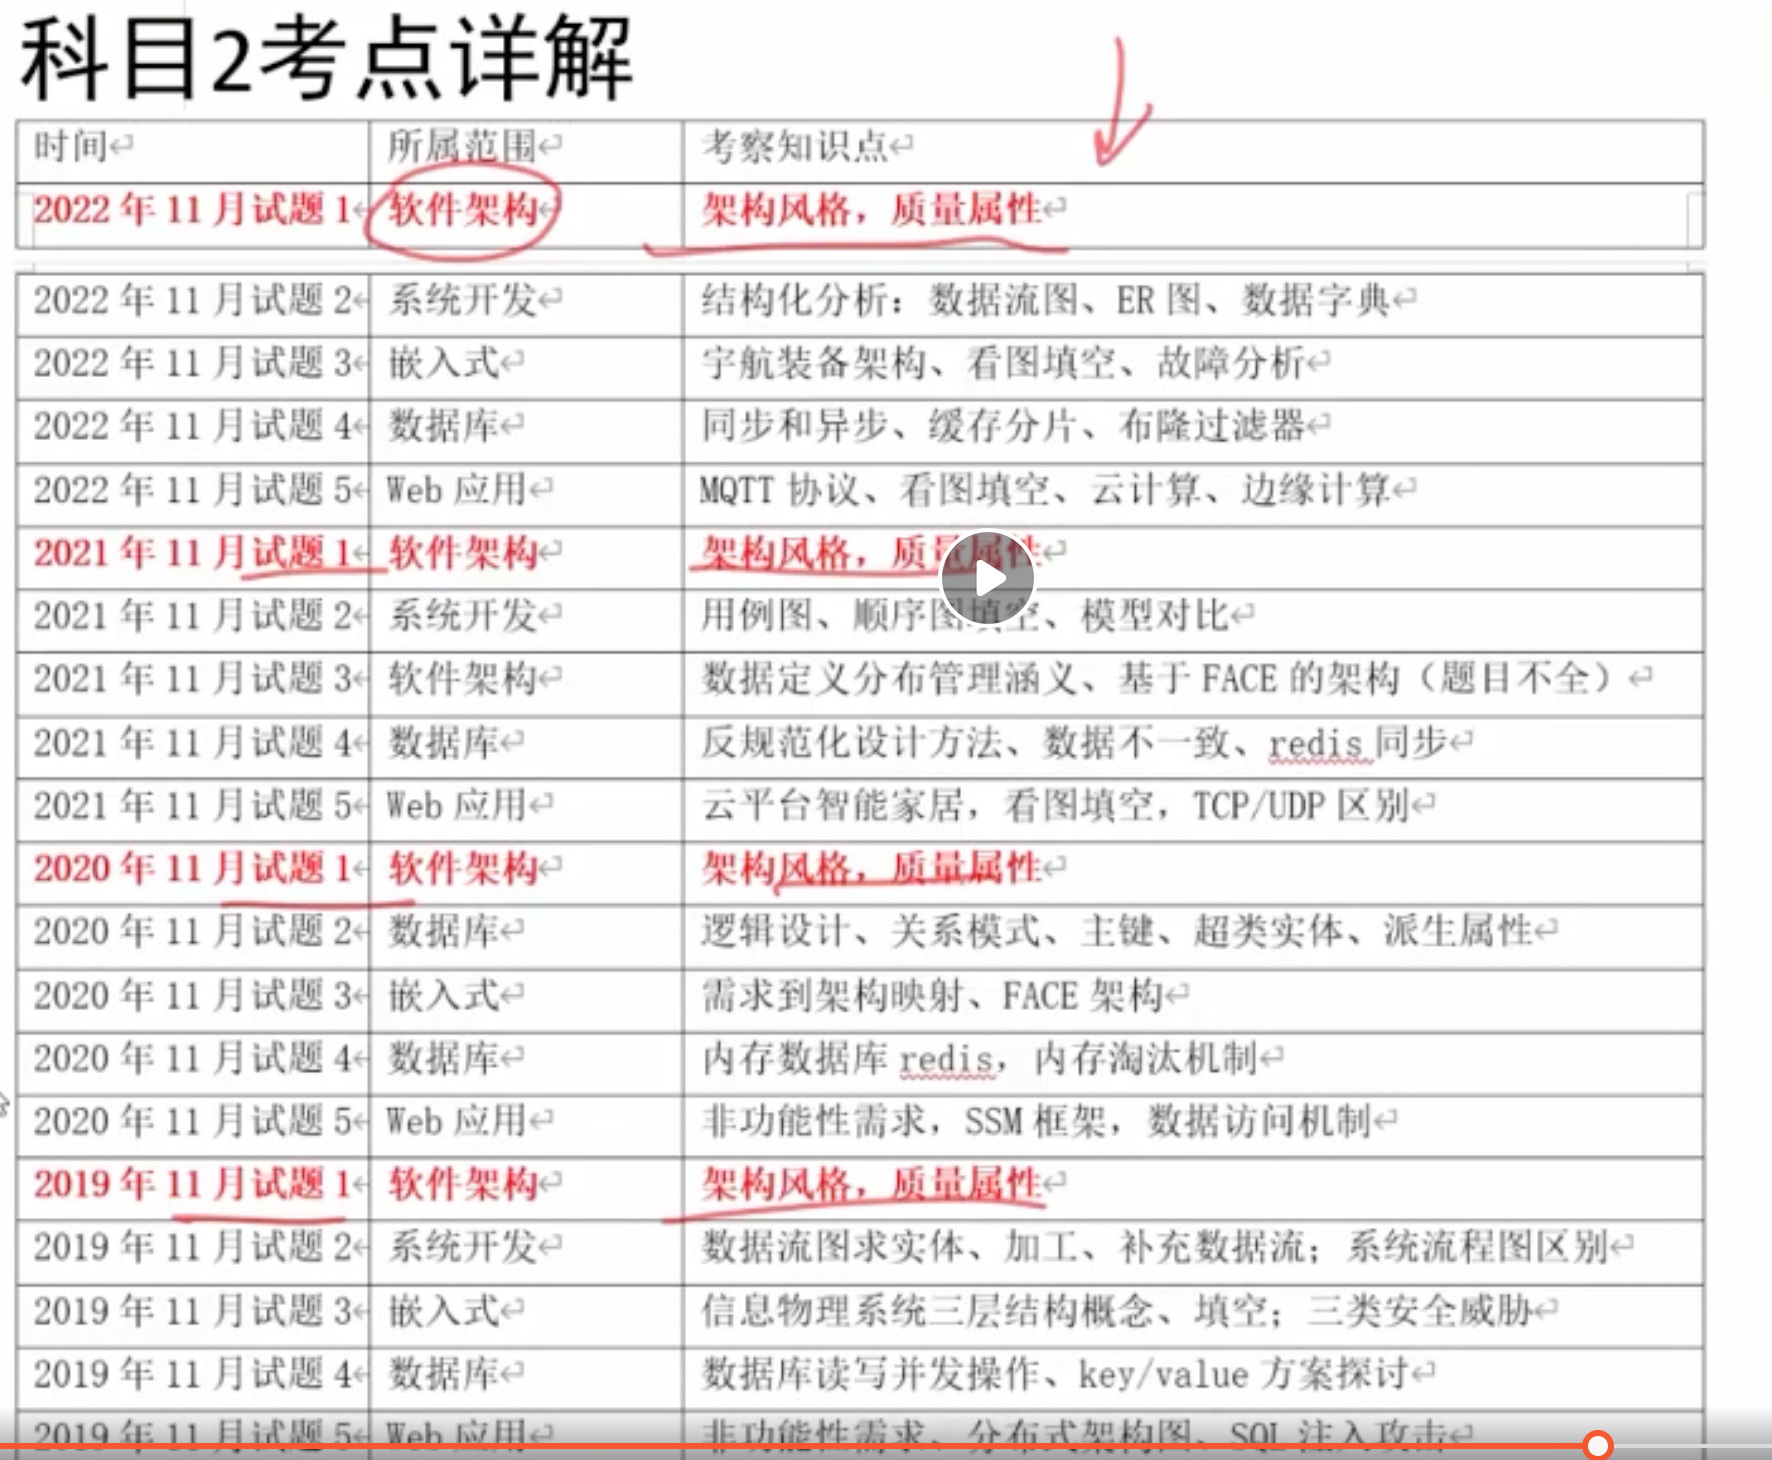 科目2考点详解
时间 所属范围 考察知识点
2022 年 11 月试题 1 软件架构 架构风格，质量属性
2022 年 11 月试题 2 系统开发 结构化分析：数据流图、ER 图、数据字典
2022 年 11 月试题 3 嵌入式 宇航装备架构、看图填空、故障分析
2022 年 11 月试题 4 数据库 同步和异步、缓存分片、布隆过滤器
2022 年 11 月试题 5 Web 应用 MQTT 协议、看图填空、云计算、边缘计算
2021 年 11 月试题 1 软件架构 架构风格，质量属性
2021 年 11 月试题 2 系统开发 用例图、顺序图填空、模型对比
2021 年 11 月试题 3 软件架构 数据定义分布管理涵义、基于 FACE 的架构（题目不全）
2021 年 11 月试题 4 数据库 反规范化设计方法、数据不一致、redis 同步
2021 年 11 月试题 5 Web 应用 云平台智能家居，看图填空，TCP/UDP 区别
2020 年 11 月试题 1 软件架构 架构风格，质量属性
2020 年 11 月试题 2 数据库 逻辑设计、关系模式、主键、超类实体、派生属性
2020 年 11 月试题 3 嵌入式 需求到架构映射、FACE 架构
2020 年 11 月试题 4 数据库 内存数据库 redis，内存淘汰机制
2020 年 11 月试题 5 Web 应用 非功能性需求，SSM 框架，数据访问机制
2019 年 11 月试题 1 软件架构 架构风格，质量属性
2019 年 11 月试题 2 系统开发 数据流图求实体、加工、补充数据流；系统流程图区别
2019 年 11 月试题 3 嵌入式 信息物理系统三层结构概念、填空；三类安全威胁
2019 年 11 月试题 4 数据库 数据库读写并发操作、key/value 方案探讨
2019 年 11 月试题 5 Web 应用 非功能性需求、分布式架构图、SQL 注入攻击